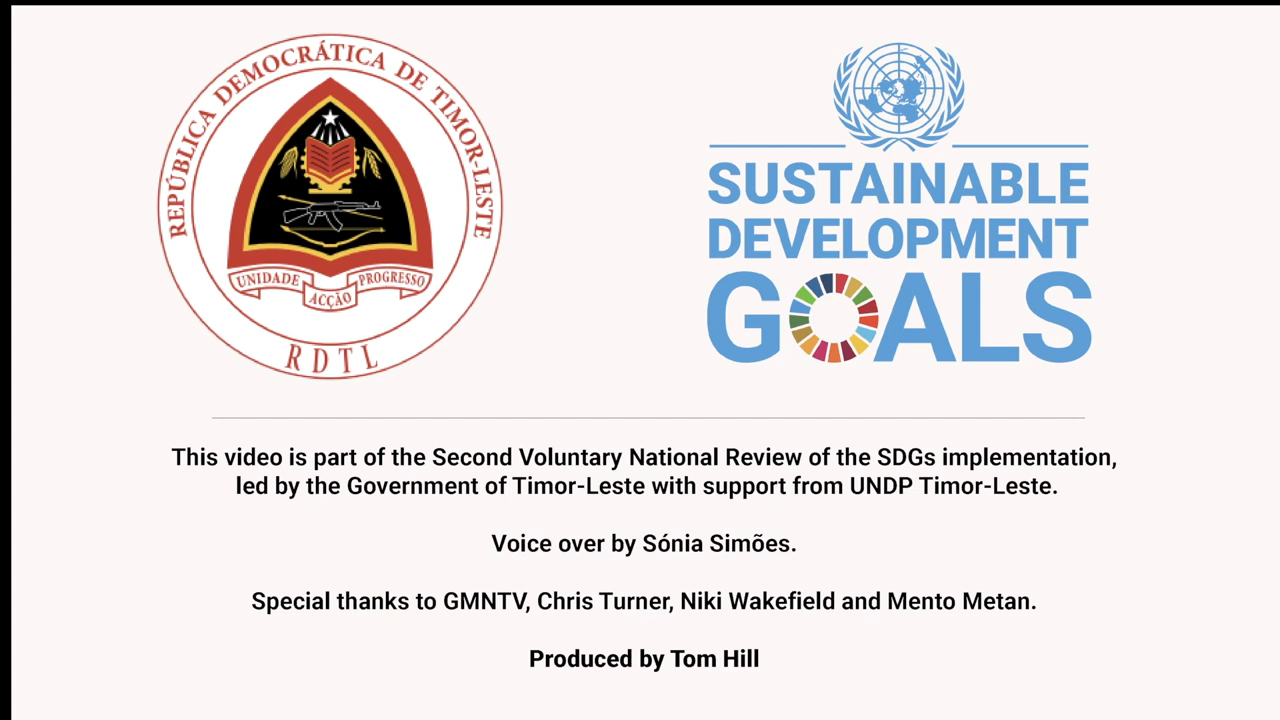 REPÚBLICA DEMOCRÁTICA DE TIMOR-LESTE
UNIDADE
ACÇÃO
PROGRESSO
RDTL
SUSTAINABLE
DEVELOPMENT
GOALS
This video is part of the Second Voluntary National Review of the SDGs implementation,
led by the Government of Timor-Leste with support from UNDP Timor-Leste.
Voice over by Sónia Simões.
Special thanks to GMNTV, Chris Turner, Niki Wakefield and Mento Metan.
Produced by Tom Hill